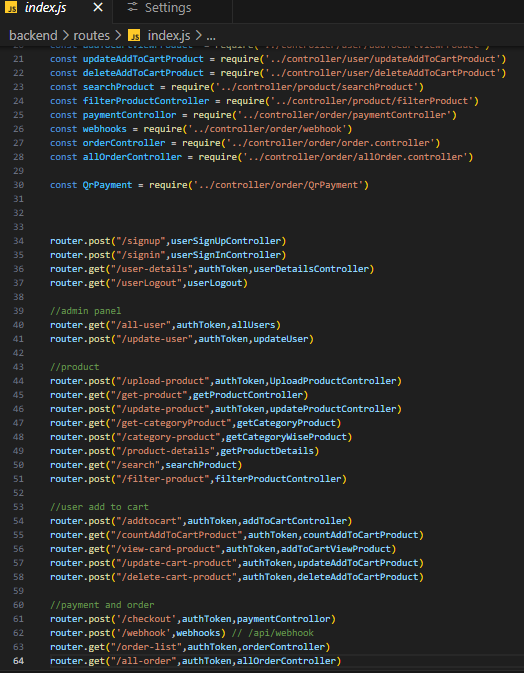 JS index.js × Settings
backend > routes > JS index.js > ...
21 const updateAddToCartProduct = require('../controller/user/updateAddToCartProduct')
22 const deleteAddToCartProduct = require('../controller/user/deleteAddToCartProduct')
23 const searchProduct = require('../controller/product/searchProduct')
24 const filterProductController = require('../controller/product/filterProduct')
25 const paymentControllor = require('../controller/order/paymentController')
26 const webhooks = require('../controller/order/webhook')
27 const orderController = require('../controller/order/order.controller')
28 const allOrderController = require('../controller/order/allOrder.controller')
29
30 const QrPayment = require('../controller/order/QrPayment')
31
32
33
34 router.post("/signup",userSignUpController)
35 router.post("/signin",userSignInController)
36 router.get("/user-details",authToken,userDetailsController)
37 router.get("/userLogout",userLogout)
38
39 //admin panel
40 router.get("/all-user",authToken,allUsers)
41 router.post("/update-user",authToken,updateUser)
42
43 //product
44 router.post("/upload-product",authToken,UploadProductController)
45 router.get("/get-product",getProductController)
46 router.post("/update-product",authToken,updateProductController)
47 router.get("/get-categoryProduct",getCategoryProduct)
48 router.post("/category-product",getCategoryWiseProduct)
49 router.post("/product-details",getProductDetails)
50 router.get("/search",searchProduct)
51 router.post("/filter-product",filterProductController)
52
53 //user add to cart
54 router.post("/addtocart",authToken,addToCartController)
55 router.get("/countAddToCartProduct",authToken,countAddToCartProduct)
56 router.get("/view-card-product",authToken,addToCartViewProduct)
57 router.post("/update-cart-product",authToken,updateAddToCartProduct)
58 router.post("/delete-cart-product",authToken,deleteAddToCartProduct)
59
60 //payment and order
61 router.post('/checkout',authToken,paymentControllor)
62 router.post('/webhook',webhooks) // /api/webhook
63 router.get("/order-list",authToken,orderController)
64 router.get("/all-order",authToken,allOrderController)